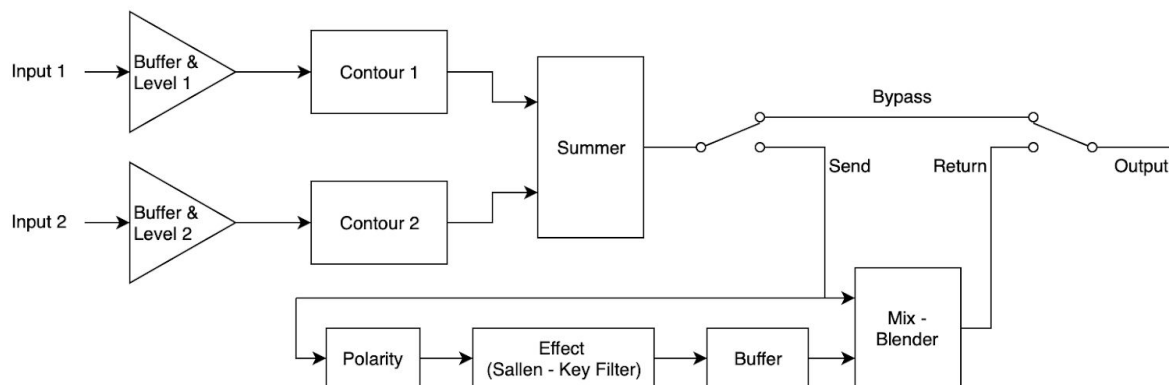 Input 1
Buffer &
Level 1
Contour 1
Input 2
Buffer &
Level 2
Contour 2
Summer
Bypass
Send
Return
Output
Polarity
Effect
(Sallen - Key Filter)
Buffer
Mix -
Blender